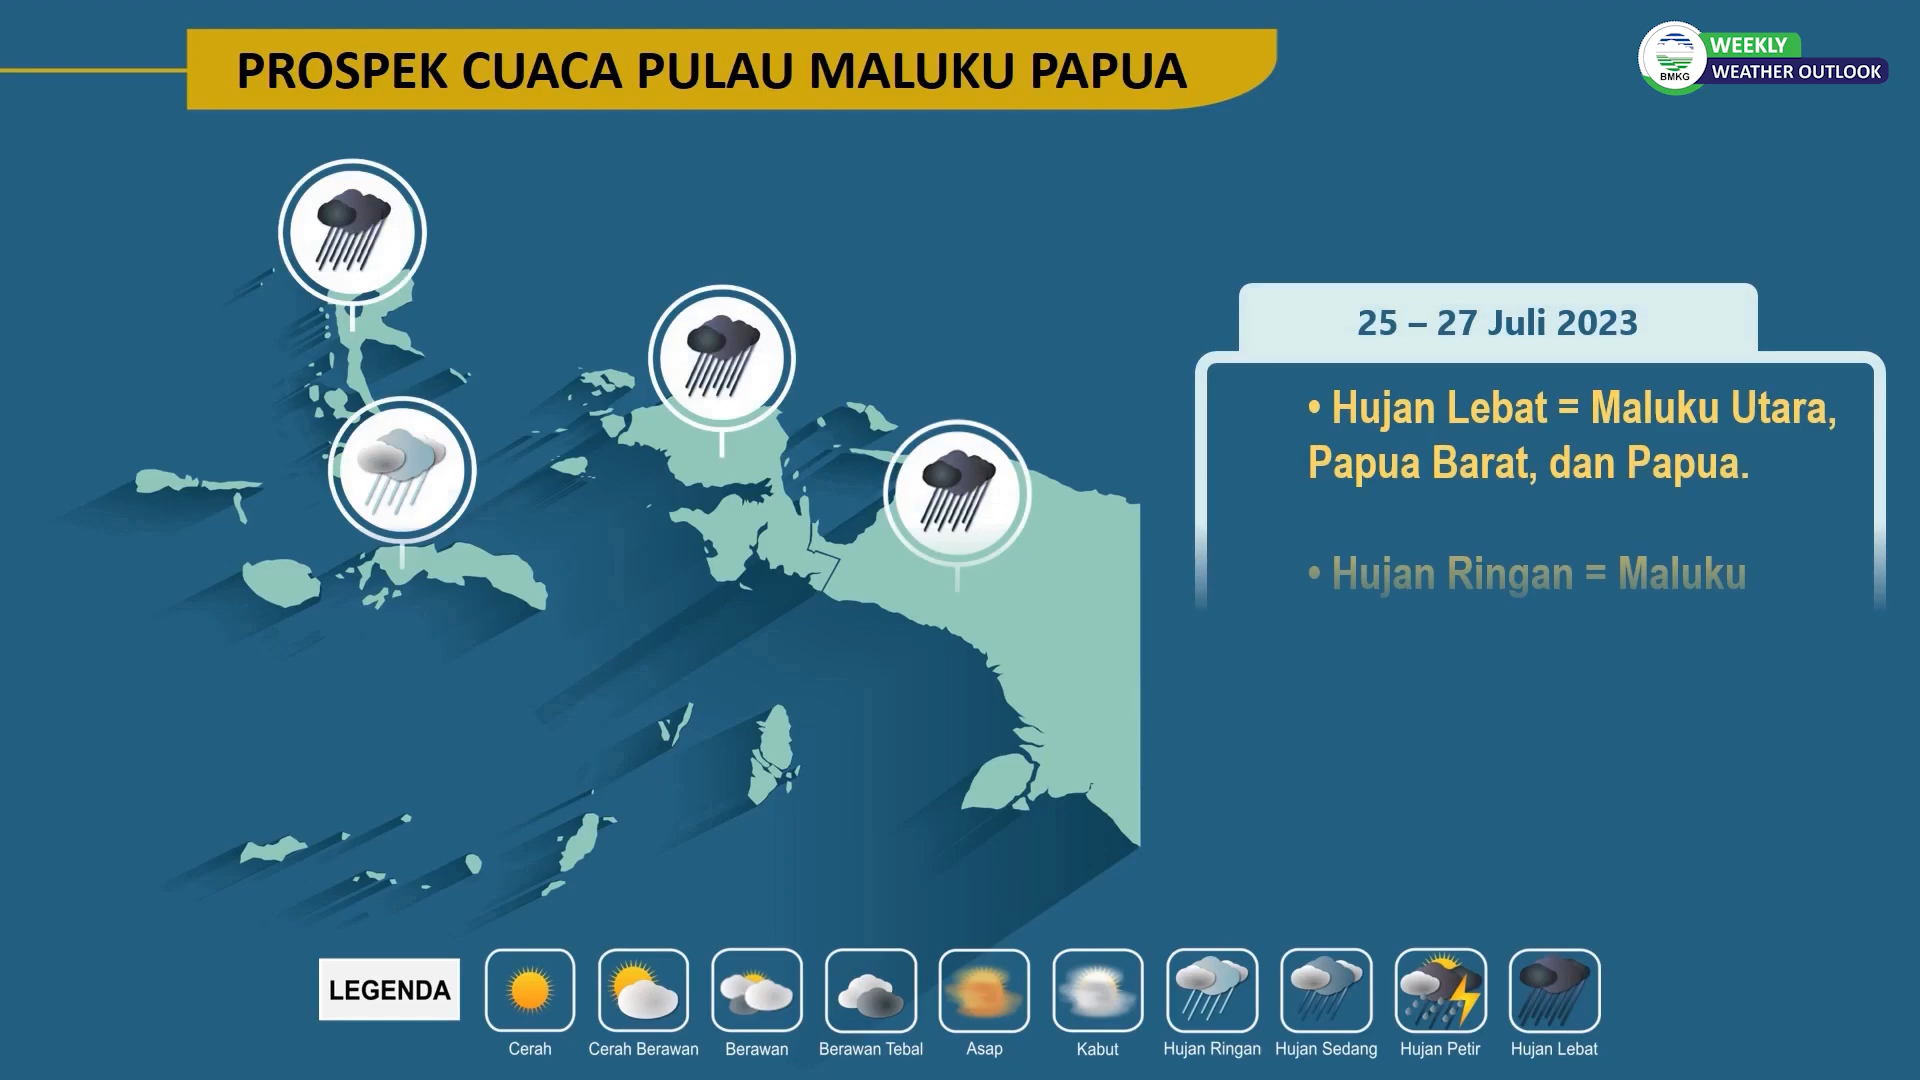 PROSPEK CUACA PULAU MALUKU PAPUA
BMKG
WEEKLY
WEATHER OUTLOOK
25 – 27 Juli 2023
• Hujan Lebat = Maluku Utara,
Papua Barat, dan Papua.
• Hujan Ringan = Maluku
LEGENDA
Cerah
Cerah Berawan
Berawan
Berawan Tebal
Asap
Kabut
Hujan Ringan
Hujan Sedang
Hujan Petir
Hujan Lebat